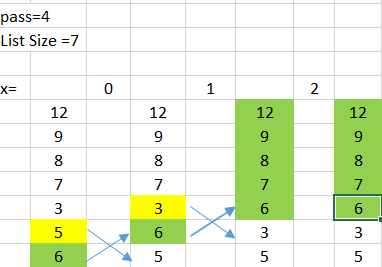 pass=4
List Size =7
x= 0 1 2
12 12 12 12
9 9 9 9
8 8 8 8
7 7 7 7
3 3 6 6
5 6 3 3
6 5 5 5